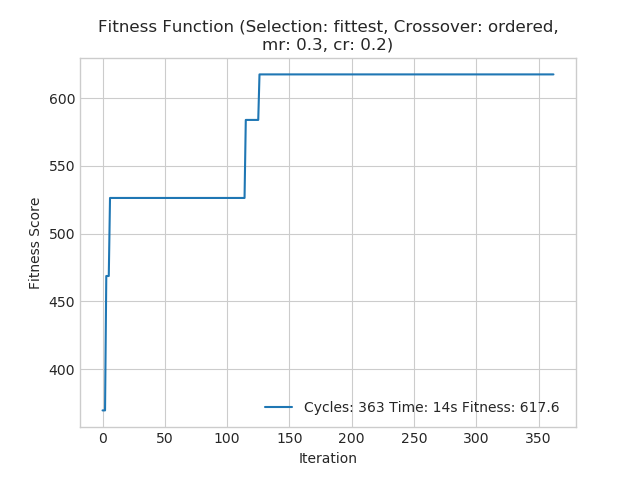 Fitness Function (Selection: fittest, Crossover: ordered,
mr: 0.3, cr: 0.2)
Fitness Score
600
550
500
450
400
Cycles: 363 Time: 14s Fitness: 617.6
0 50 100 150 200 250 300 350
Iteration